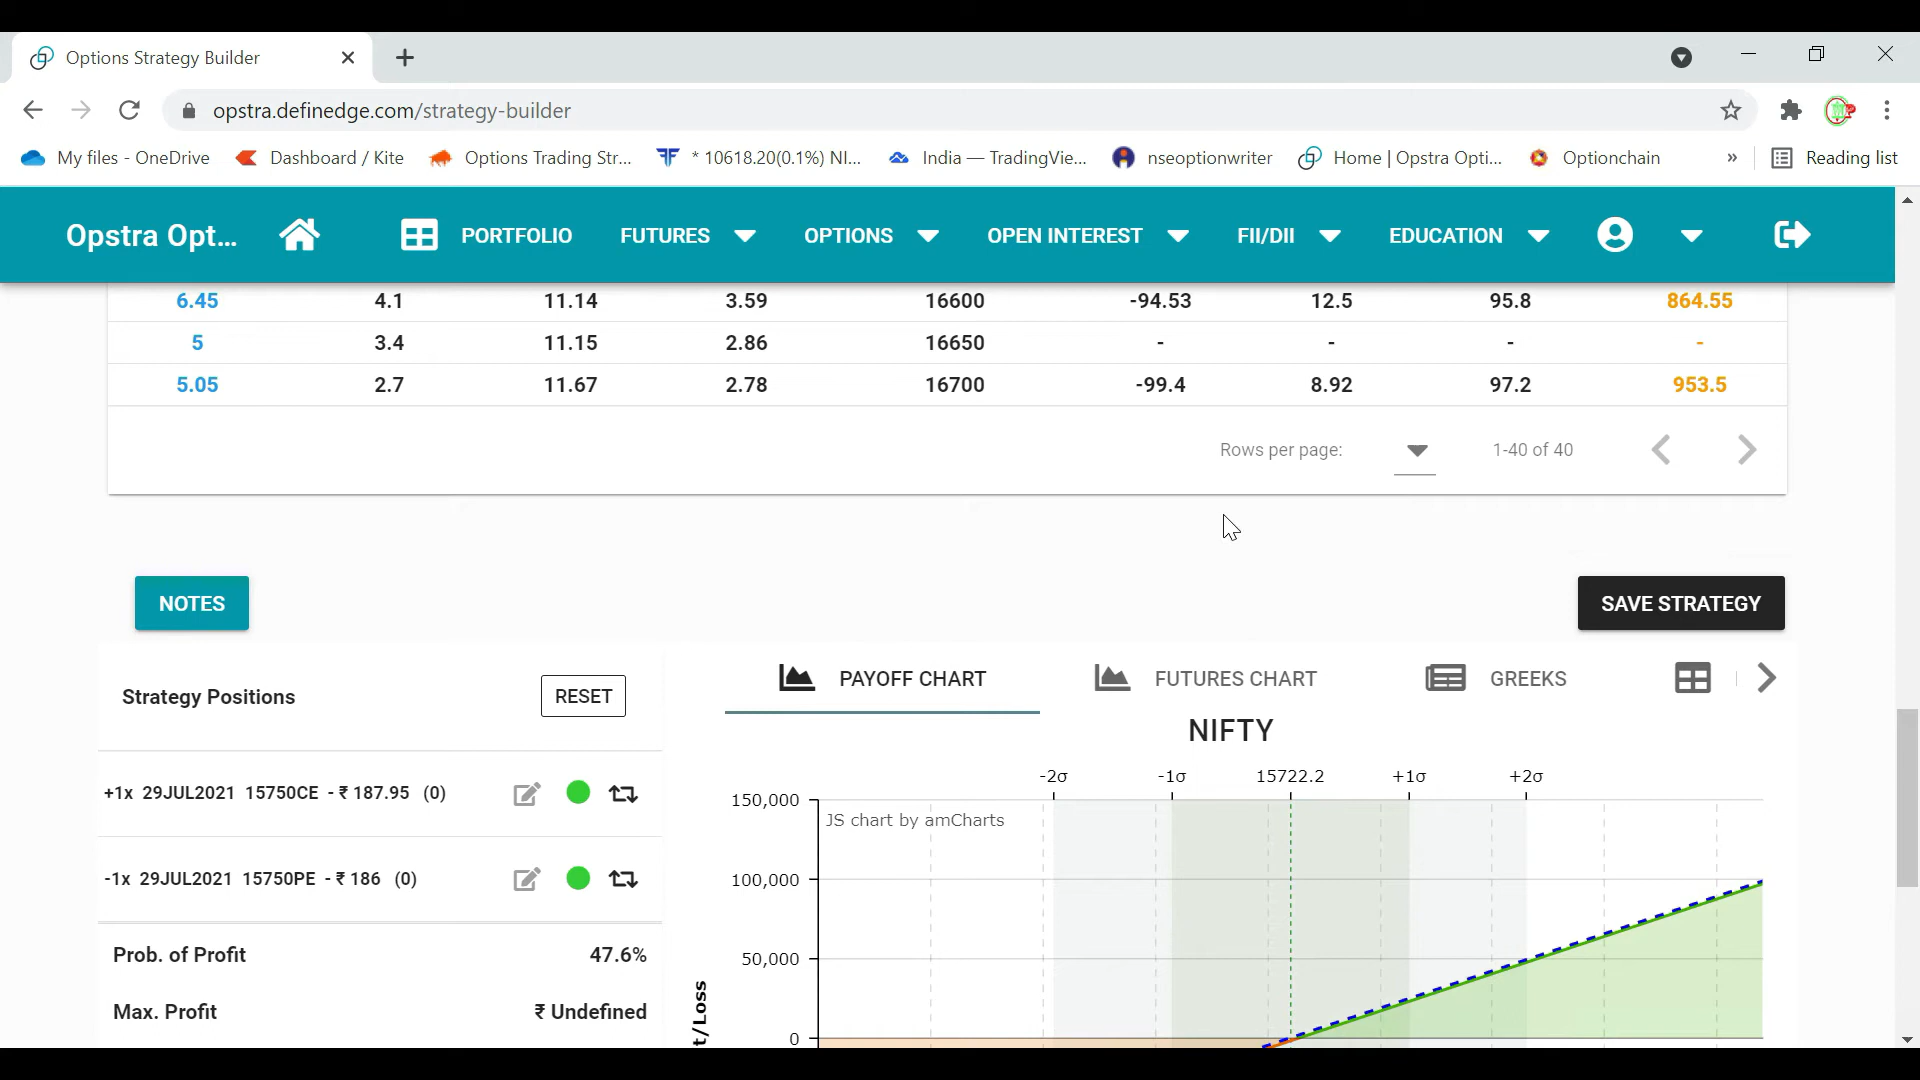 Options Strategy Builder
opstra.definedge.com/strategy-builder
My files - OneDrive Dashboard / Kite Options Trading Str... * 10618.20(0.1%) NI... India — TradingVie... nseoptionwriter Home | Opstra Opti... Optionchain » Reading list
Opstra Opt... PORTFOLIO FUTURES OPTIONS OPEN INTEREST FII/DII EDUCATION
6.45 4.1 11.14 3.59 16600 -94.53 12.5 95.8 864.55
5 3.4 11.15 2.86 16650 - - - -
5.05 2.7 11.67 2.78 16700 -99.4 8.92 97.2 953.5
Rows per page: 1-40 of 40
NOTES SAVE STRATEGY
Strategy Positions RESET
+1x 29JUL2021 15750CE - ₹ 187.95 (0)
-1x 29JUL2021 15750PE - ₹ 186 (0)
Prob. of Profit 47.6%
Max. Profit ₹ Undefined
PAYOFF CHART FUTURES CHART GREEKS
NIFTY
-2σ -1σ 15722.2 +1σ +2σ
150,000
JS chart by amCharts
100,000
50,000
0
t/Loss